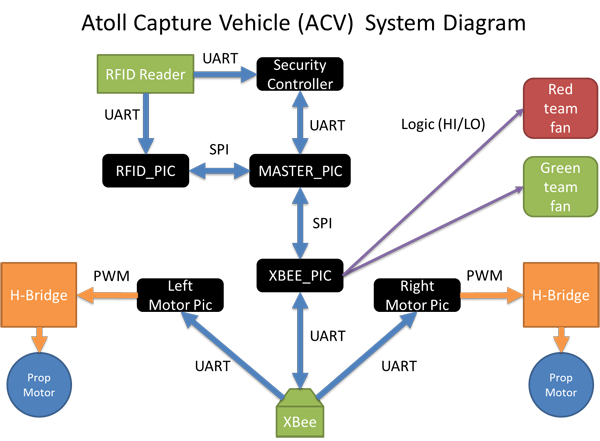 Atoll Capture Vehicle (ACV) System Diagram
RFID Reader
UART
Security
Controller
UART
UART
Logic (HI/LO)
Red
team
fan
RFID_PIC
SPI
MASTER_PIC
Green
team
fan
SPI
H-Bridge
PWM
Left
Motor Pic
XBEE_PIC
Right
Motor Pic
PWM
H-Bridge
UART
UART
UART
Prop
Motor
XBee
Prop
Motor